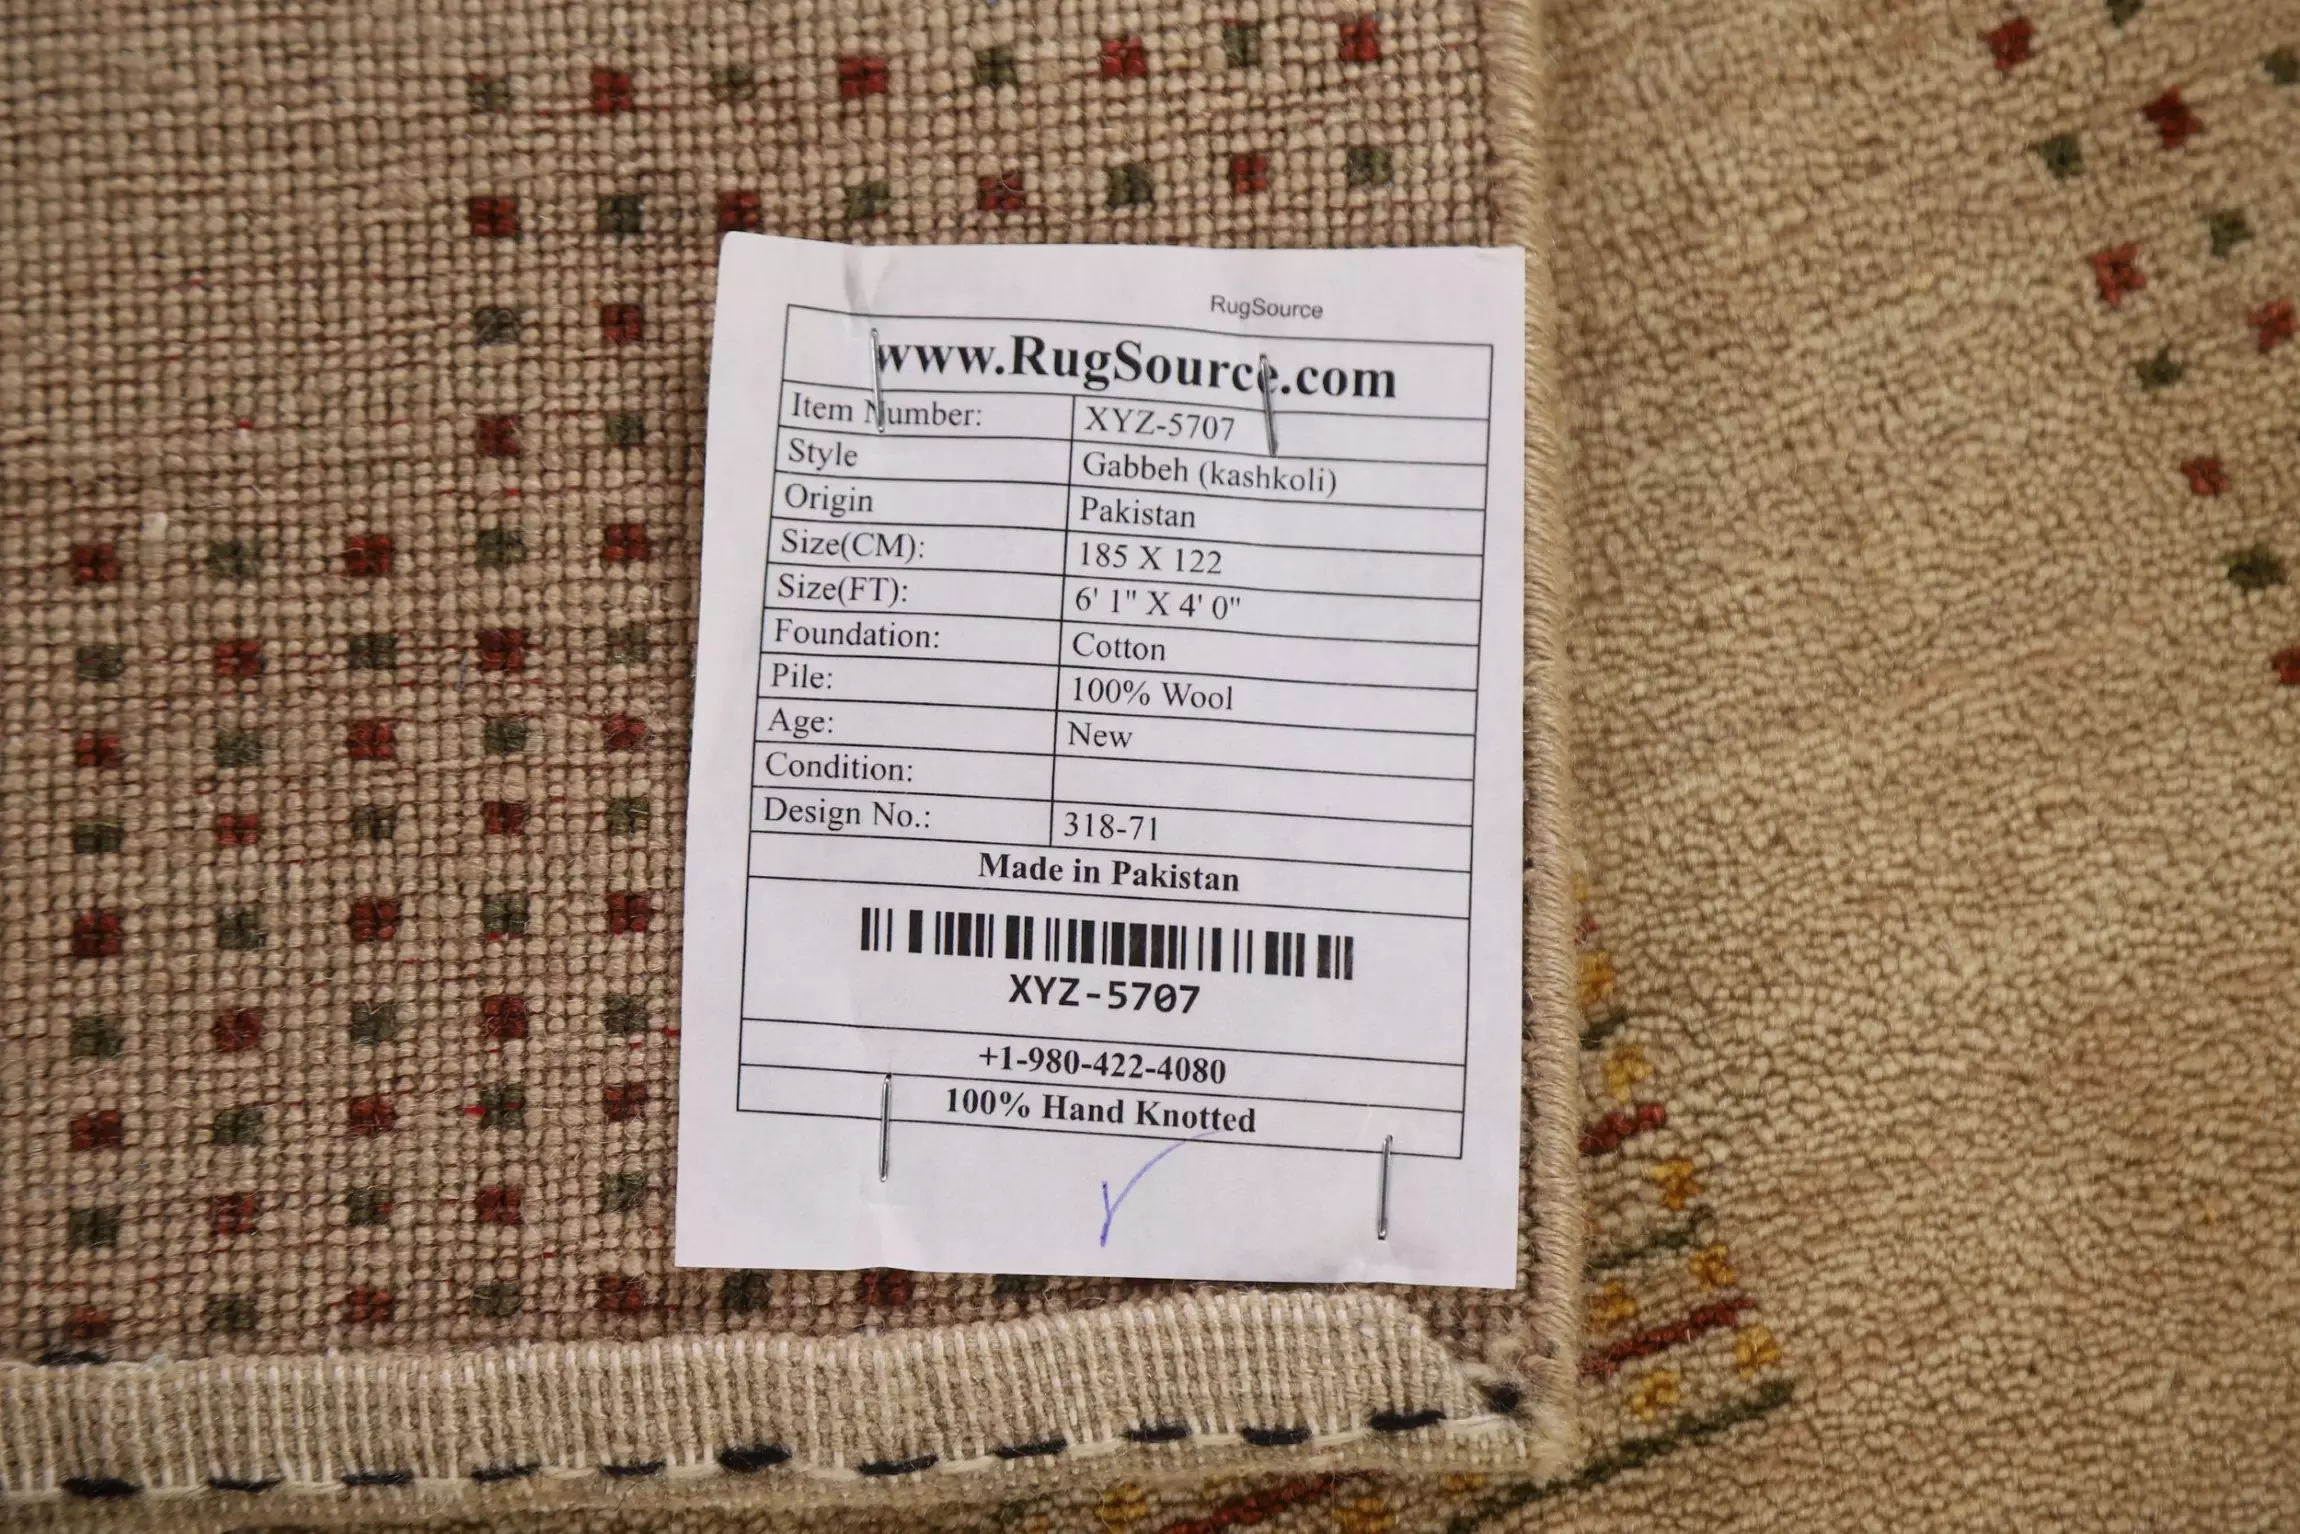 RugSource
www.RugSource.com
Item Number: XYZ-5707
Style Gabbeh (kashkoli)
Origin Pakistan
Size(CM): 185 X 122
Size(FT): 6' 1" X 4' 0"
Foundation: Cotton
Pile: 100% Wool
Age: New
Condition:
Design No.: 318-71
Made in Pakistan
XYZ-5707
+1-980-422-4080
100% Hand Knotted